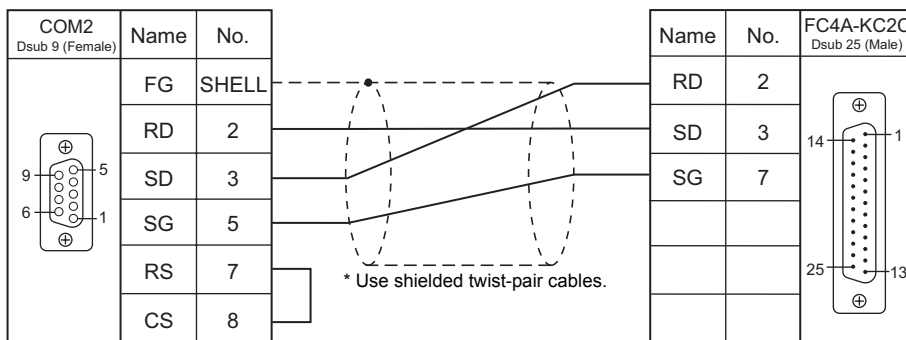 COM2
Dsub 9 (Female)
Name No.
FG SHELL
RD 2
SD 3
SG 5
RS 7
CS 8
9 5
6 1
* Use shielded twist-pair cables.
Name No.
RD 2
SD 3
SG 7
FC4A-KC2C
Dsub 25 (Male)
14 1
25 13